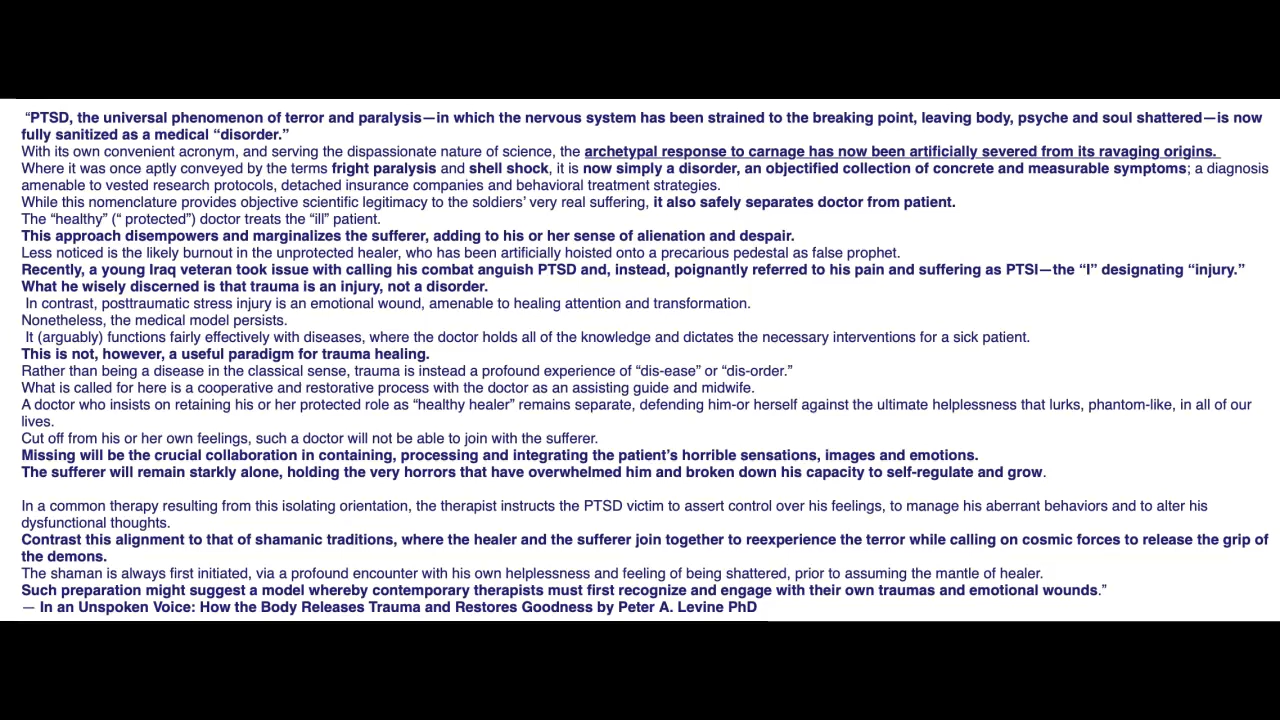 “PTSD, the universal phenomenon of terror and paralysis—in which the nervous system has been strained to the breaking point, leaving body, psyche and soul shattered—is now
fully sanitized as a medical “disorder.”
With its own convenient acronym, and serving the dispassionate nature of science, the archetypal response to carnage has now been artificially severed from its ravaging origins.
Where it was once aptly conveyed by the terms fright paralysis and shell shock, it is now simply a disorder, an objectified collection of concrete and measurable symptoms; a diagnosis
amenable to vested research protocols, detached insurance companies and behavioral treatment strategies.
While this nomenclature provides objective scientific legitimacy to the soldiers’ very real suffering, it also safely separates doctor from patient.
The “healthy” (“ protected”) doctor treats the “ill” patient.
This approach disempowers and marginalizes the sufferer, adding to his or her sense of alienation and despair.
Less noticed is the likely burnout in the unprotected healer, who has been artificially hoisted onto a precarious pedestal as false prophet.
Recently, a young Iraq veteran took issue with calling his combat anguish PTSD and, instead, poignantly referred to his pain and suffering as PTSI—the “I” designating “injury.”
What he wisely discerned is that trauma is an injury, not a disorder.
In contrast, posttraumatic stress injury is an emotional wound, amenable to healing attention and transformation.
Nonetheless, the medical model persists.
It (arguably) functions fairly effectively with diseases, where the doctor holds all of the knowledge and dictates the necessary interventions for a sick patient.
This is not, however, a useful paradigm for trauma healing.
Rather than being a disease in the classical sense, trauma is instead a profound experience of “dis-ease” or “dis-order.”
What is called for here is a cooperative and restorative process with the doctor as an assisting guide and midwife.
A doctor who insists on retaining his or her protected role as “healthy healer” remains separate, defending him-or herself against the ultimate helplessness that lurks, phantom-like, in all of our
lives.
Cut off from his or her own feelings, such a doctor will not be able to join with the sufferer.
Missing will be the crucial collaboration in containing, processing and integrating the patient’s horrible sensations, images and emotions.
The sufferer will remain starkly alone, holding the very horrors that have overwhelmed him and broken down his capacity to self-regulate and grow.
In a common therapy resulting from this isolating orientation, the therapist instructs the PTSD victim to assert control over his feelings, to manage his aberrant behaviors and to alter his
dysfunctional thoughts.
Contrast this alignment to that of shamanic traditions, where the healer and the sufferer join together to reexperience the terror while calling on cosmic forces to release the grip of
the demons.
The shaman is always first initiated, via a profound encounter with his own helplessness and feeling of being shattered, prior to assuming the mantle of healer.
Such preparation might suggest a model whereby contemporary therapists must first recognize and engage with their own traumas and emotional wounds.”
— In an Unspoken Voice: How the Body Releases Trauma and Restores Goodness by Peter A. Levine PhD